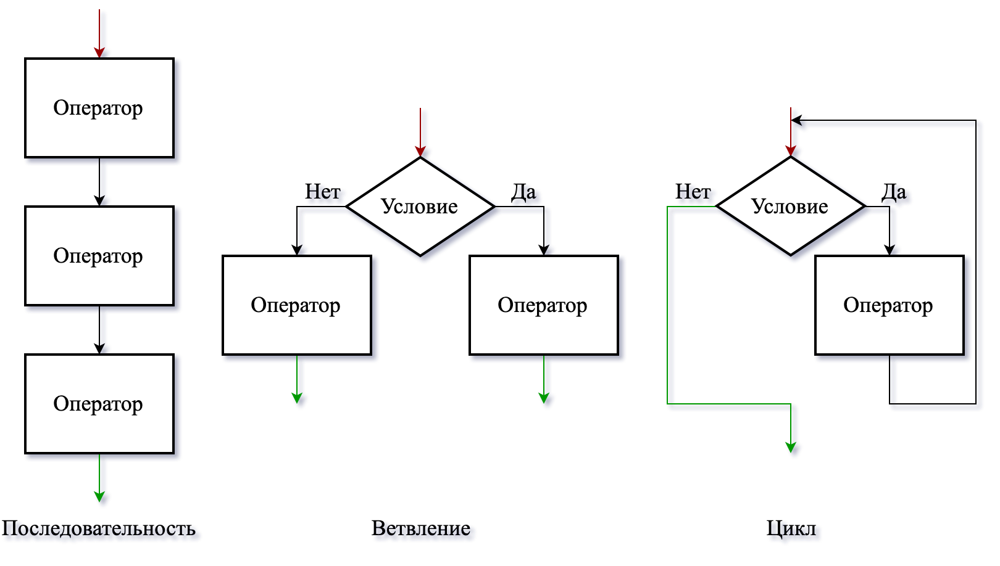 Оператор
Оператор
Оператор
Последовательность
Условие
Нет
Да
Оператор
Оператор
Ветвление
Условие
Нет
Да
Оператор
Цикл